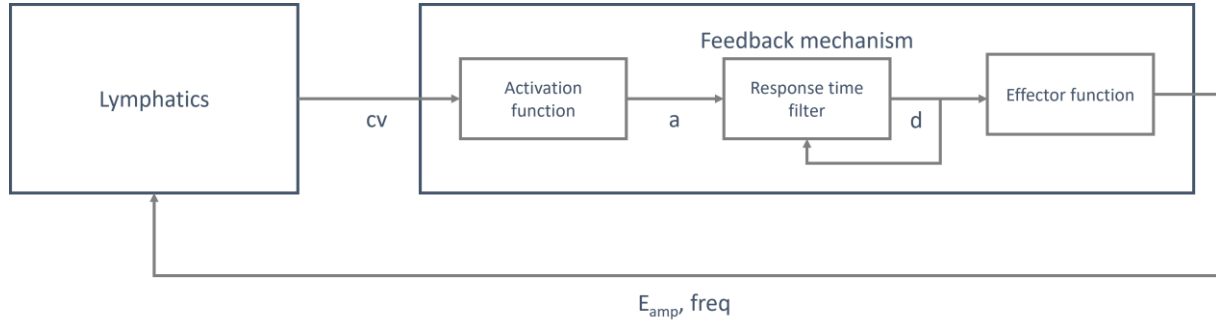 Feedback mechanism
Lymphatics
Activation
function
Response time
filter
Effector function
cv
a
d
E_amp, freq